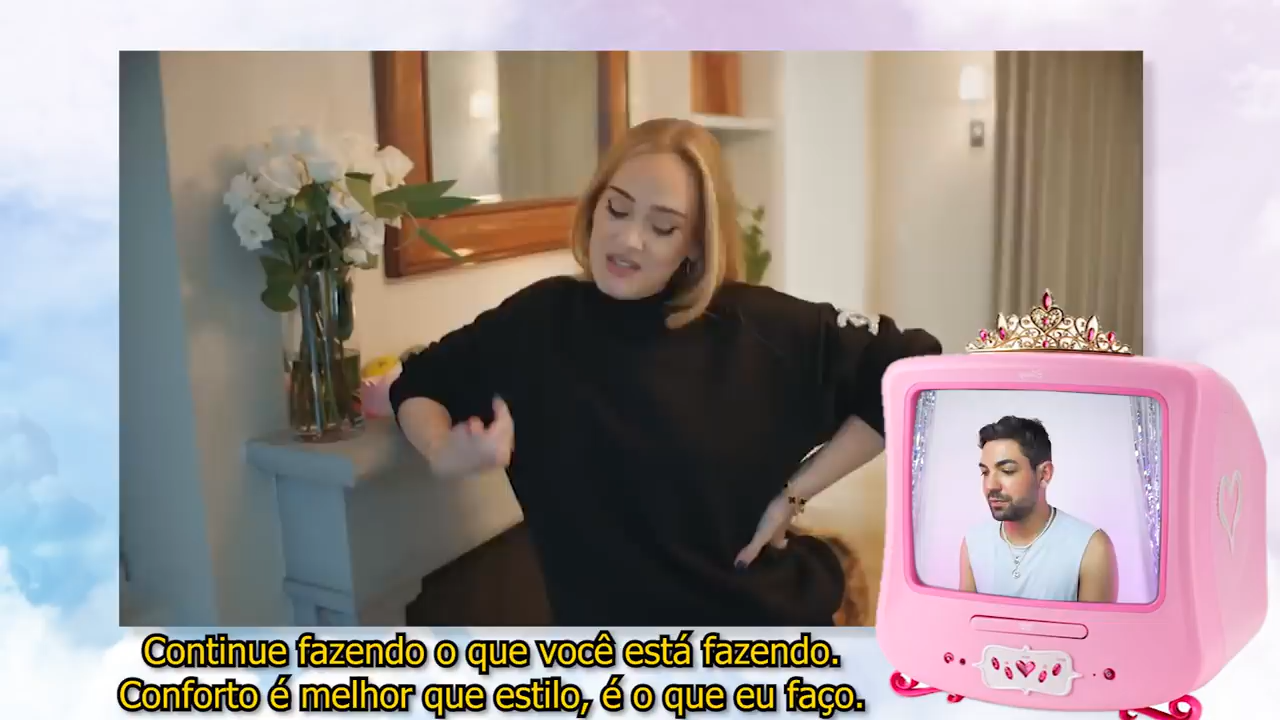 Continue fazendo o que você está fazendo.
Conforto é melhor que estilo, é o que eu faço.